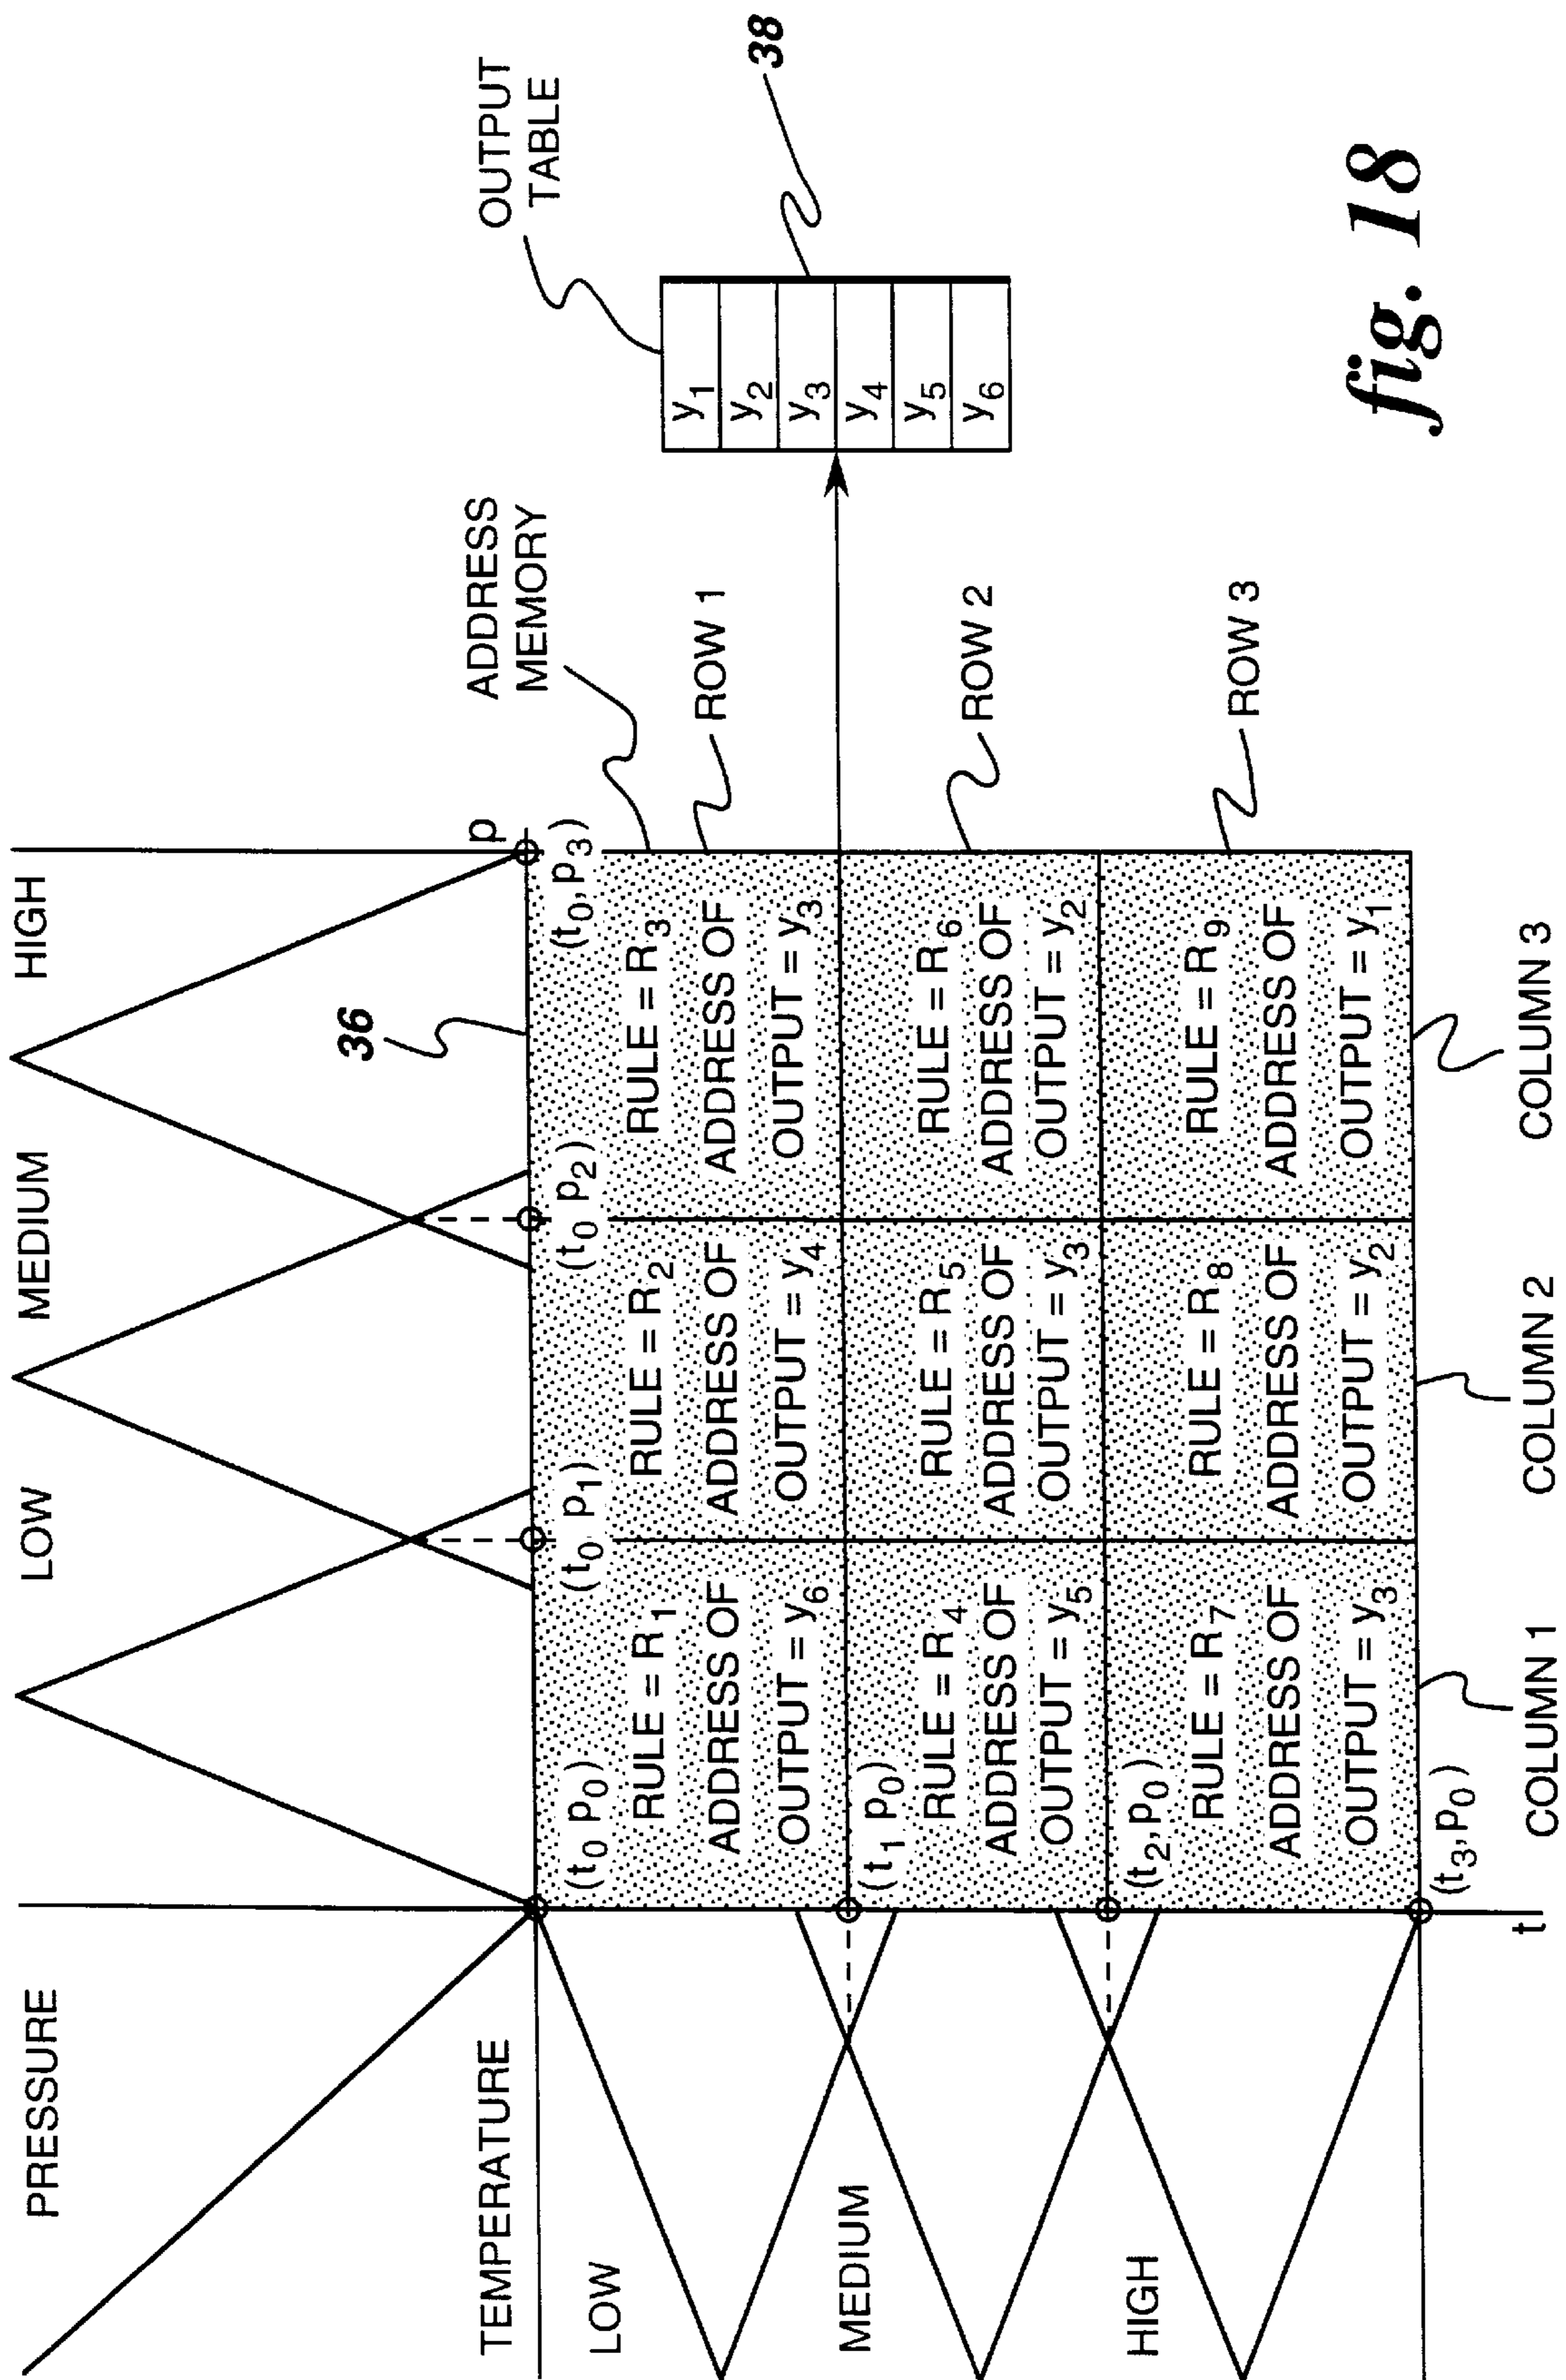 PRESSURE
LOW
MEDIUM
HIGH
TEMPERATURE
LOW
MEDIUM
HIGH
36
p
t
(t0 p0)
(t0 p1)
(t0 p2)
(t0, p3)
RULE = R1
ADDRESS OF
OUTPUT = y6
RULE = R2
ADDRESS OF
OUTPUT = y4
RULE = R3
ADDRESS OF
OUTPUT = y3
(t1 p0)
RULE = R4
ADDRESS OF
OUTPUT = y5
RULE = R5
ADDRESS OF
OUTPUT = y3
RULE = R6
ADDRESS OF
OUTPUT = y2
(t2, p0)
RULE = R7
ADDRESS OF
OUTPUT = y3
RULE = R8
ADDRESS OF
OUTPUT = y2
RULE = R9
ADDRESS OF
OUTPUT = y1
(t3, p0)
COLUMN 1
COLUMN 2
COLUMN 3
ADDRESS
MEMORY
ROW 1
ROW 2
ROW 3
OUTPUT
TABLE
y1
y2
y3
y4
y5
y6
38
fig. 18